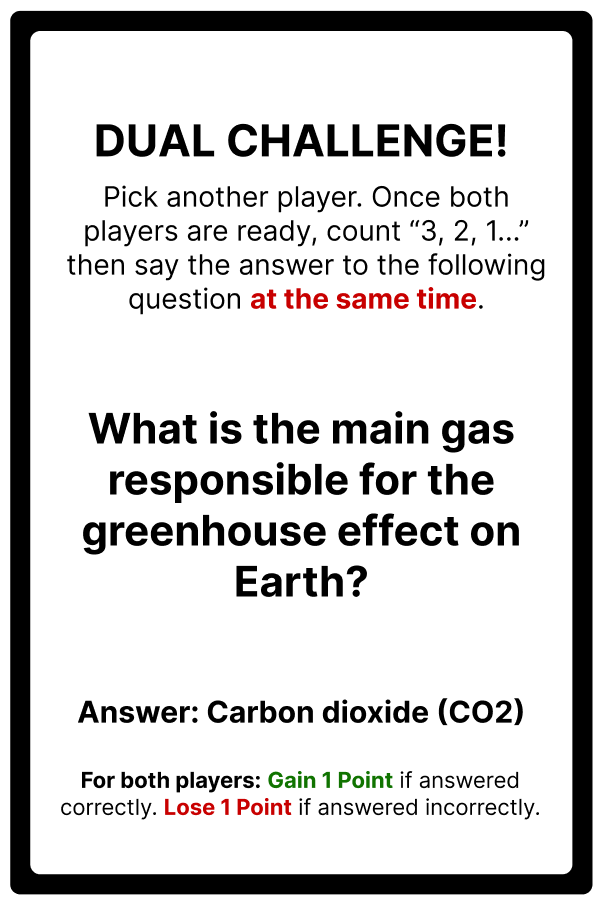 DUAL CHALLENGE!
Pick another player. Once both
players are ready, count “3, 2, 1...”
then say the answer to the following
question at the same time.
What is the main gas
responsible for the
greenhouse effect on
Earth?
Answer: Carbon dioxide (CO2)
For both players: Gain 1 Point if answered
correctly. Lose 1 Point if answered incorrectly.